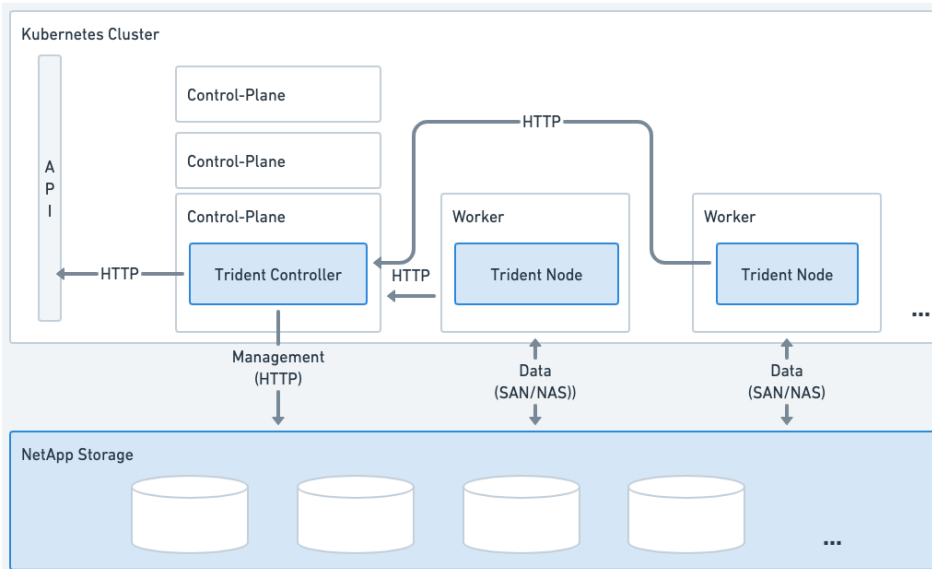 Kubernetes Cluster
API
Control-Plane
Control-Plane
Control-Plane
Trident Controller
HTTP
HTTP
HTTP
Worker
Trident Node
Worker
Trident Node
...
Management
(HTTP)
Data
(SAN/NAS))
Data
(SAN/NAS)
NetApp Storage
...